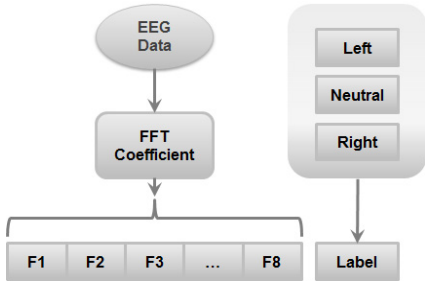 EEG
Data
FFT
Coefficient
F1 F2 F3 ... F8
Left
Neutral
Right
Label